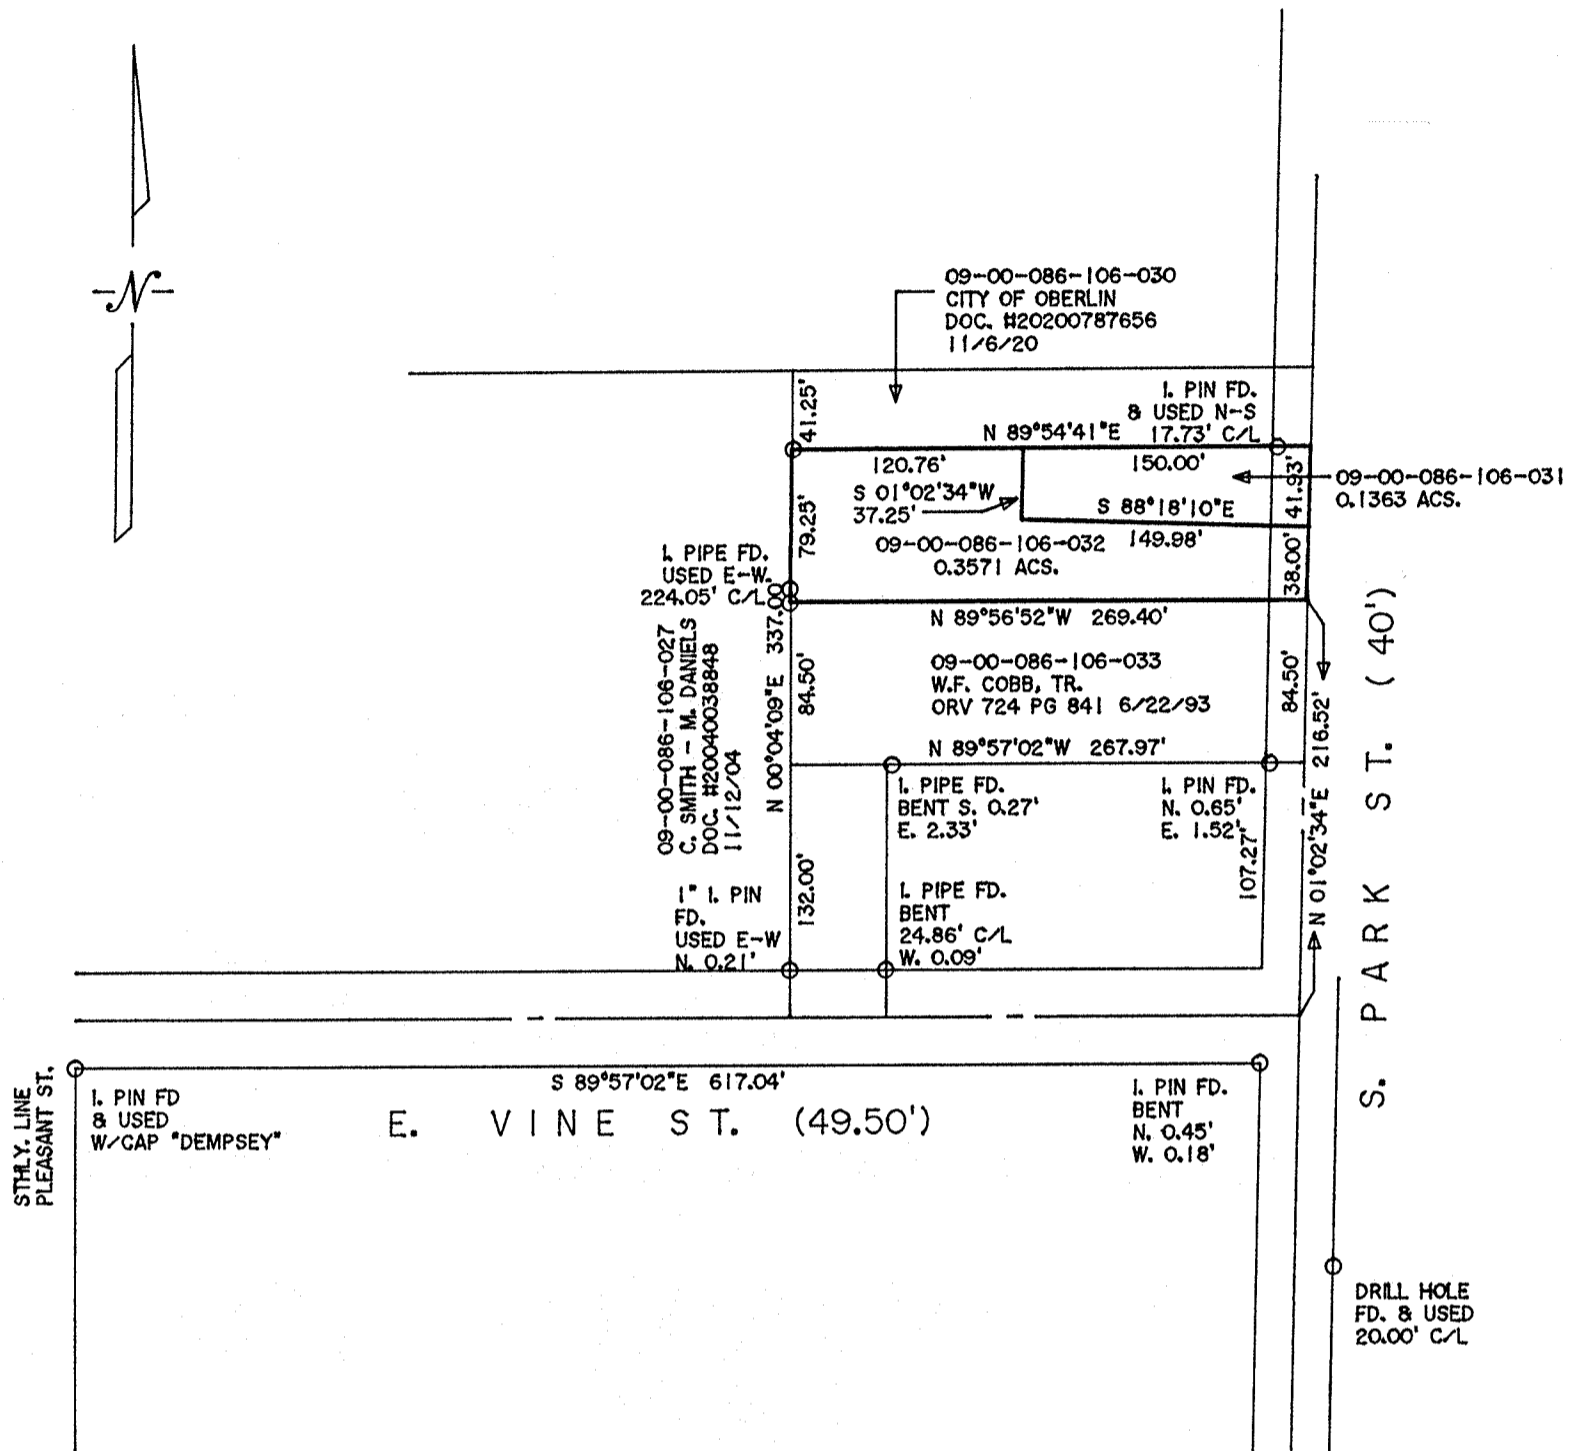 N
09-00-086-106-030
CITY OF OBERLIN
DOC. #20200787656
11/6/20
41.25'
I. PIN FD.
& USED N-S
17.73' C/L
N 89°54'41"E
120.76'
150.00'
S 01°02'34"W
37.25'
S 88°18'10"E
149.98'
41.93'
09-00-086-106-031
0.1363 ACS.
79.25'
09-00-086-106-032
0.3571 ACS.
38.00'
I. PIPE FD.
USED E-W.
224.05' C/L
N 89°56'52"W 269.40'
09-00-086-106-027
C. SMITH - M. DANIELS
DOC. #20040038848
11/12/04
N 00°04'09"E 337.00
84.50'
09-00-086-106-033
W.F. COBB, TR.
ORV 724 PG 841 6/22/93
84.50'
N 89°57'02"W 267.97'
N 01°02'34"E 216.52'
S. PARK ST. (40')
I. PIPE FD.
BENT S. 0.27'
E. 2.33'
I. PIN FD.
N. 0.65'
E. 1.52'
107.27'
132.00'
1" I. PIN
FD.
USED E-W
N. 0.21'
I. PIPE FD.
BENT
24.86' C/L
W. 0.09'
STHLY. LINE
PLEASANT ST.
I. PIN FD
& USED
W/CAP "DEMPSEY"
S 89°57'02"E 617.04'
E. VINE ST. (49.50')
I. PIN FD.
BENT
N. 0.45'
W. 0.18'
DRILL HOLE
FD. & USED
20.00' C/L